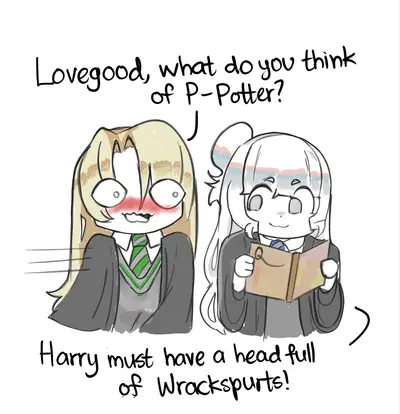 Lovegood, what do you think
of P-Potter?
Harry must have a head full
of Wrackspurts!